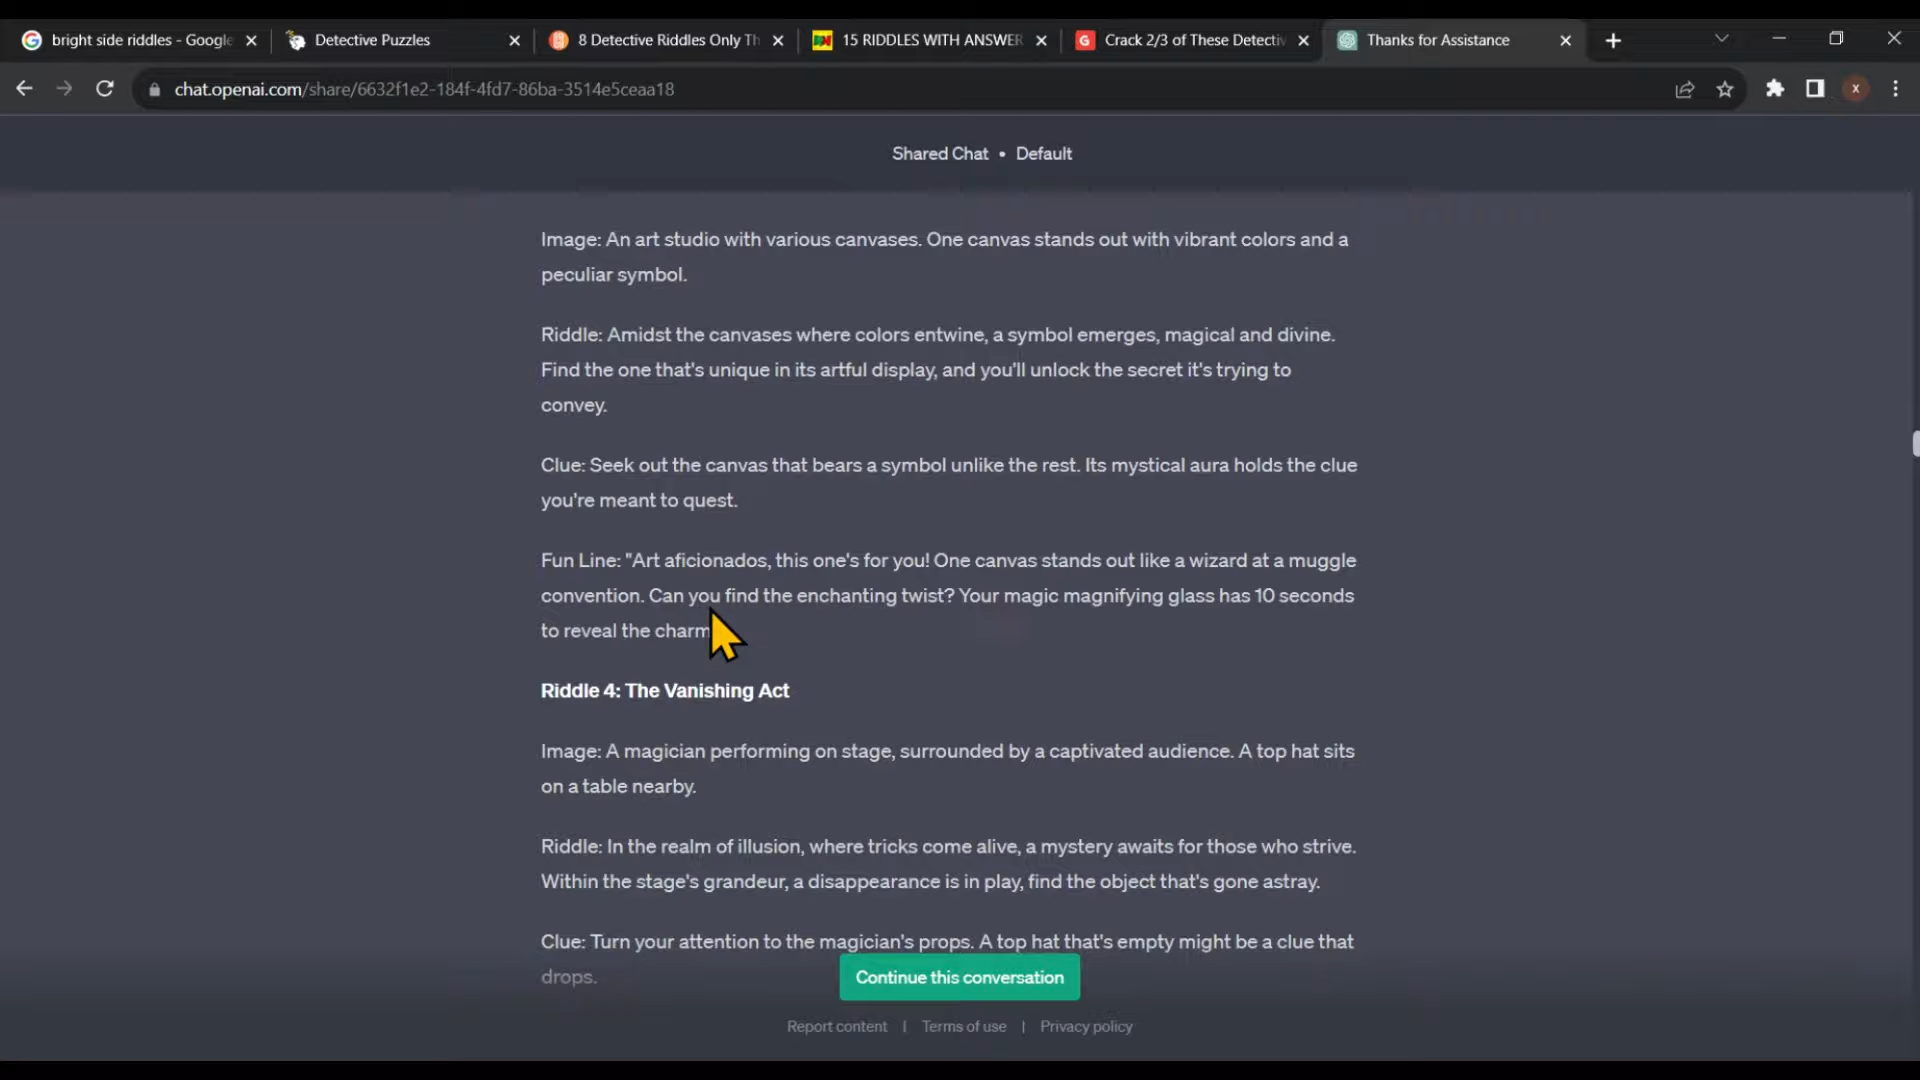 bright side riddles - Google
Detective Puzzles
8 Detective Riddles Only Th
15 RIDDLES WITH ANSWER
Crack 2/3 of These Detectiv
Thanks for Assistance
chat.openai.com/share/6632f1e2-184f-4fd7-86ba-3514e5ceaa18
x
Shared Chat • Default
Image: An art studio with various canvases. One canvas stands out with vibrant colors and a
peculiar symbol.
Riddle: Amidst the canvases where colors entwine, a symbol emerges, magical and divine.
Find the one that's unique in its artful display, and you'll unlock the secret it's trying to
convey.
Clue: Seek out the canvas that bears a symbol unlike the rest. Its mystical aura holds the clue
you're meant to quest.
Fun Line: "Art aficionados, this one's for you! One canvas stands out like a wizard at a muggle
convention. Can you find the enchanting twist? Your magic magnifying glass has 10 seconds
to reveal the charm
Riddle 4: The Vanishing Act
Image: A magician performing on stage, surrounded by a captivated audience. A top hat sits
on a table nearby.
Riddle: In the realm of illusion, where tricks come alive, a mystery awaits for those who strive.
Within the stage's grandeur, a disappearance is in play, find the object that's gone astray.
Clue: Turn your attention to the magician's props. A top hat that's empty might be a clue that
drops.
Continue this conversation
Report content | Terms of use | Privacy policy